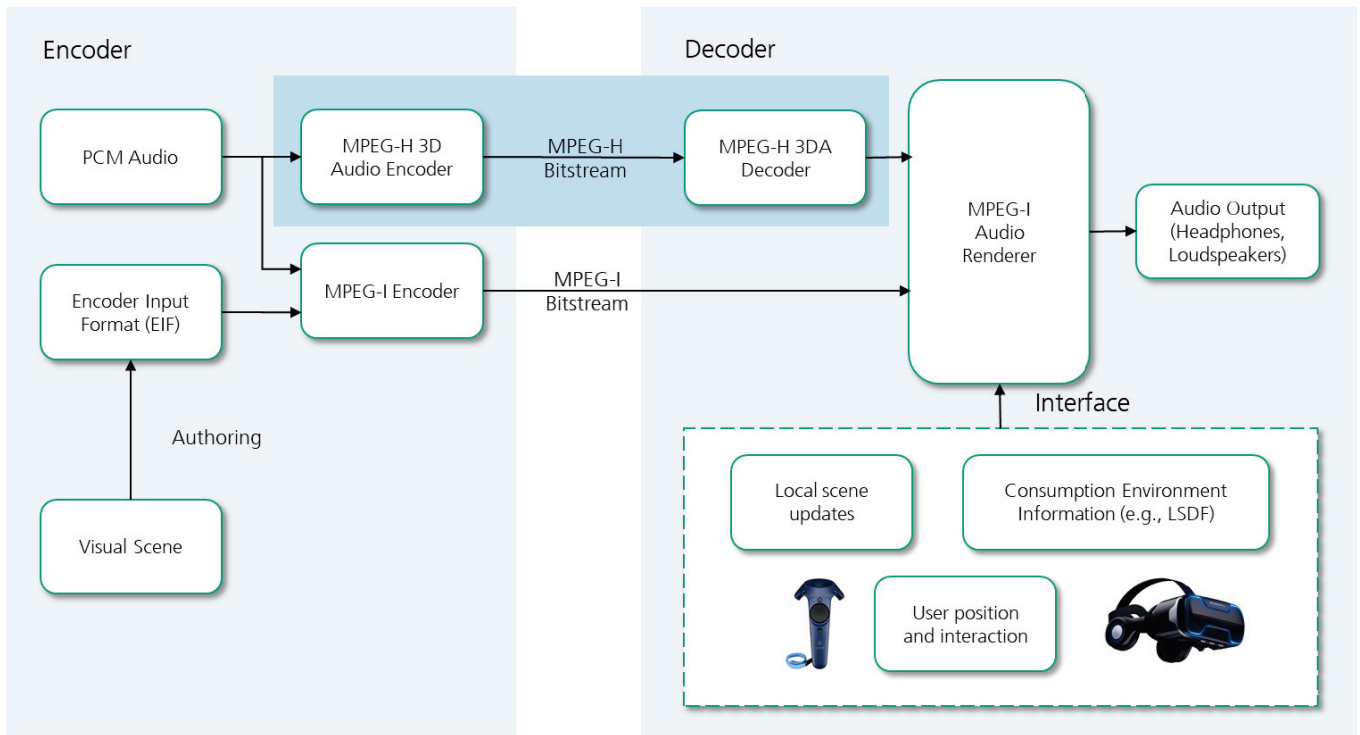 Encoder
Decoder
PCM Audio
MPEG-H 3D
Audio Encoder
MPEG-H
Bitstream
MPEG-H 3DA
Decoder
MPEG-I
Audio
Renderer
Audio Output
(Headphones,
Loudspeakers)
Encoder Input
Format (EIF)
MPEG-I Encoder
MPEG-I
Bitstream
Interface
Authoring
Visual Scene
Local scene
updates
Consumption Environment
Information (e.g., LSDF)
User position
and interaction